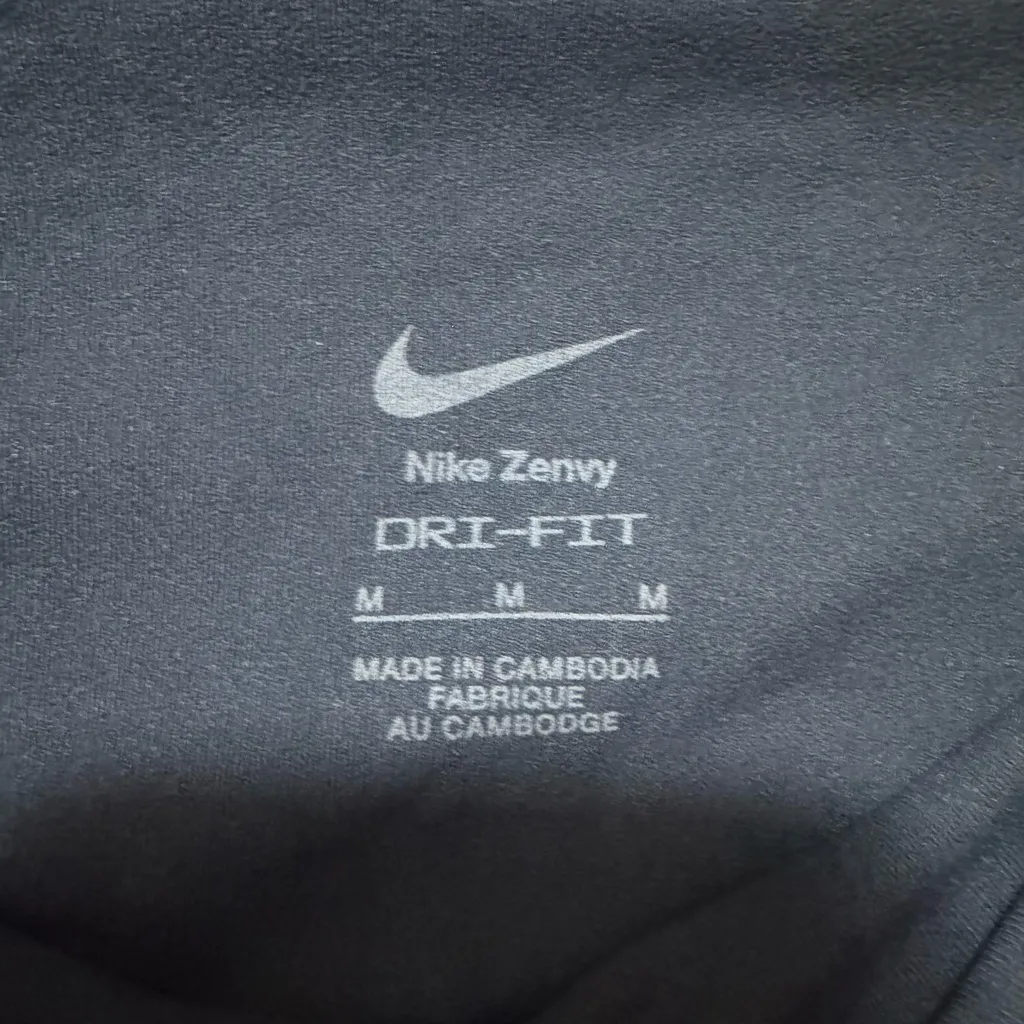 Nike Zenvy
DRI-FIT
M M M
MADE IN CAMBODIA
FABRIQUE
AU CAMBODGE